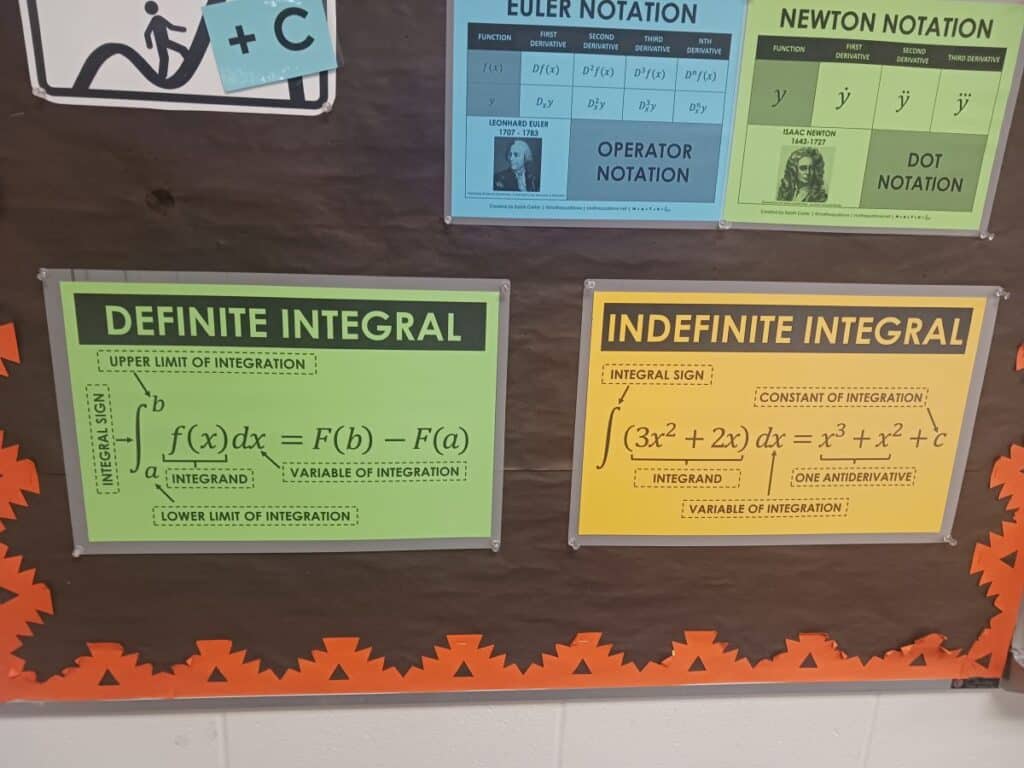 + C
EULER NOTATION
FUNCTION FIRST DERIVATIVE SECOND DERIVATIVE THIRD DERIVATIVE NTH DERIVATIVE
f(x) Df(x) D²f(x) D³f(x) Dⁿf(x)
y Dₓy Dₓ²y Dₓ³y Dₓⁿy
LEONHARD EULER
1707 - 1783
OPERATOR
NOTATION
NEWTON NOTATION
FUNCTION FIRST DERIVATIVE SECOND DERIVATIVE THIRD DERIVATIVE
y ẏ ÿ y⃛
ISAAC NEWTON
1643-1727
DOT
NOTATION
DEFINITE INTEGRAL
UPPER LIMIT OF INTEGRATION
INTEGRAL SIGN
b
∫ f(x)dx = F(b) − F(a)
a
INTEGRAND
VARIABLE OF INTEGRATION
LOWER LIMIT OF INTEGRATION
INDEFINITE INTEGRAL
INTEGRAL SIGN
CONSTANT OF INTEGRATION
∫ (3x² + 2x) dx = x³ + x² + c
INTEGRAND
ONE ANTIDERIVATIVE
VARIABLE OF INTEGRATION